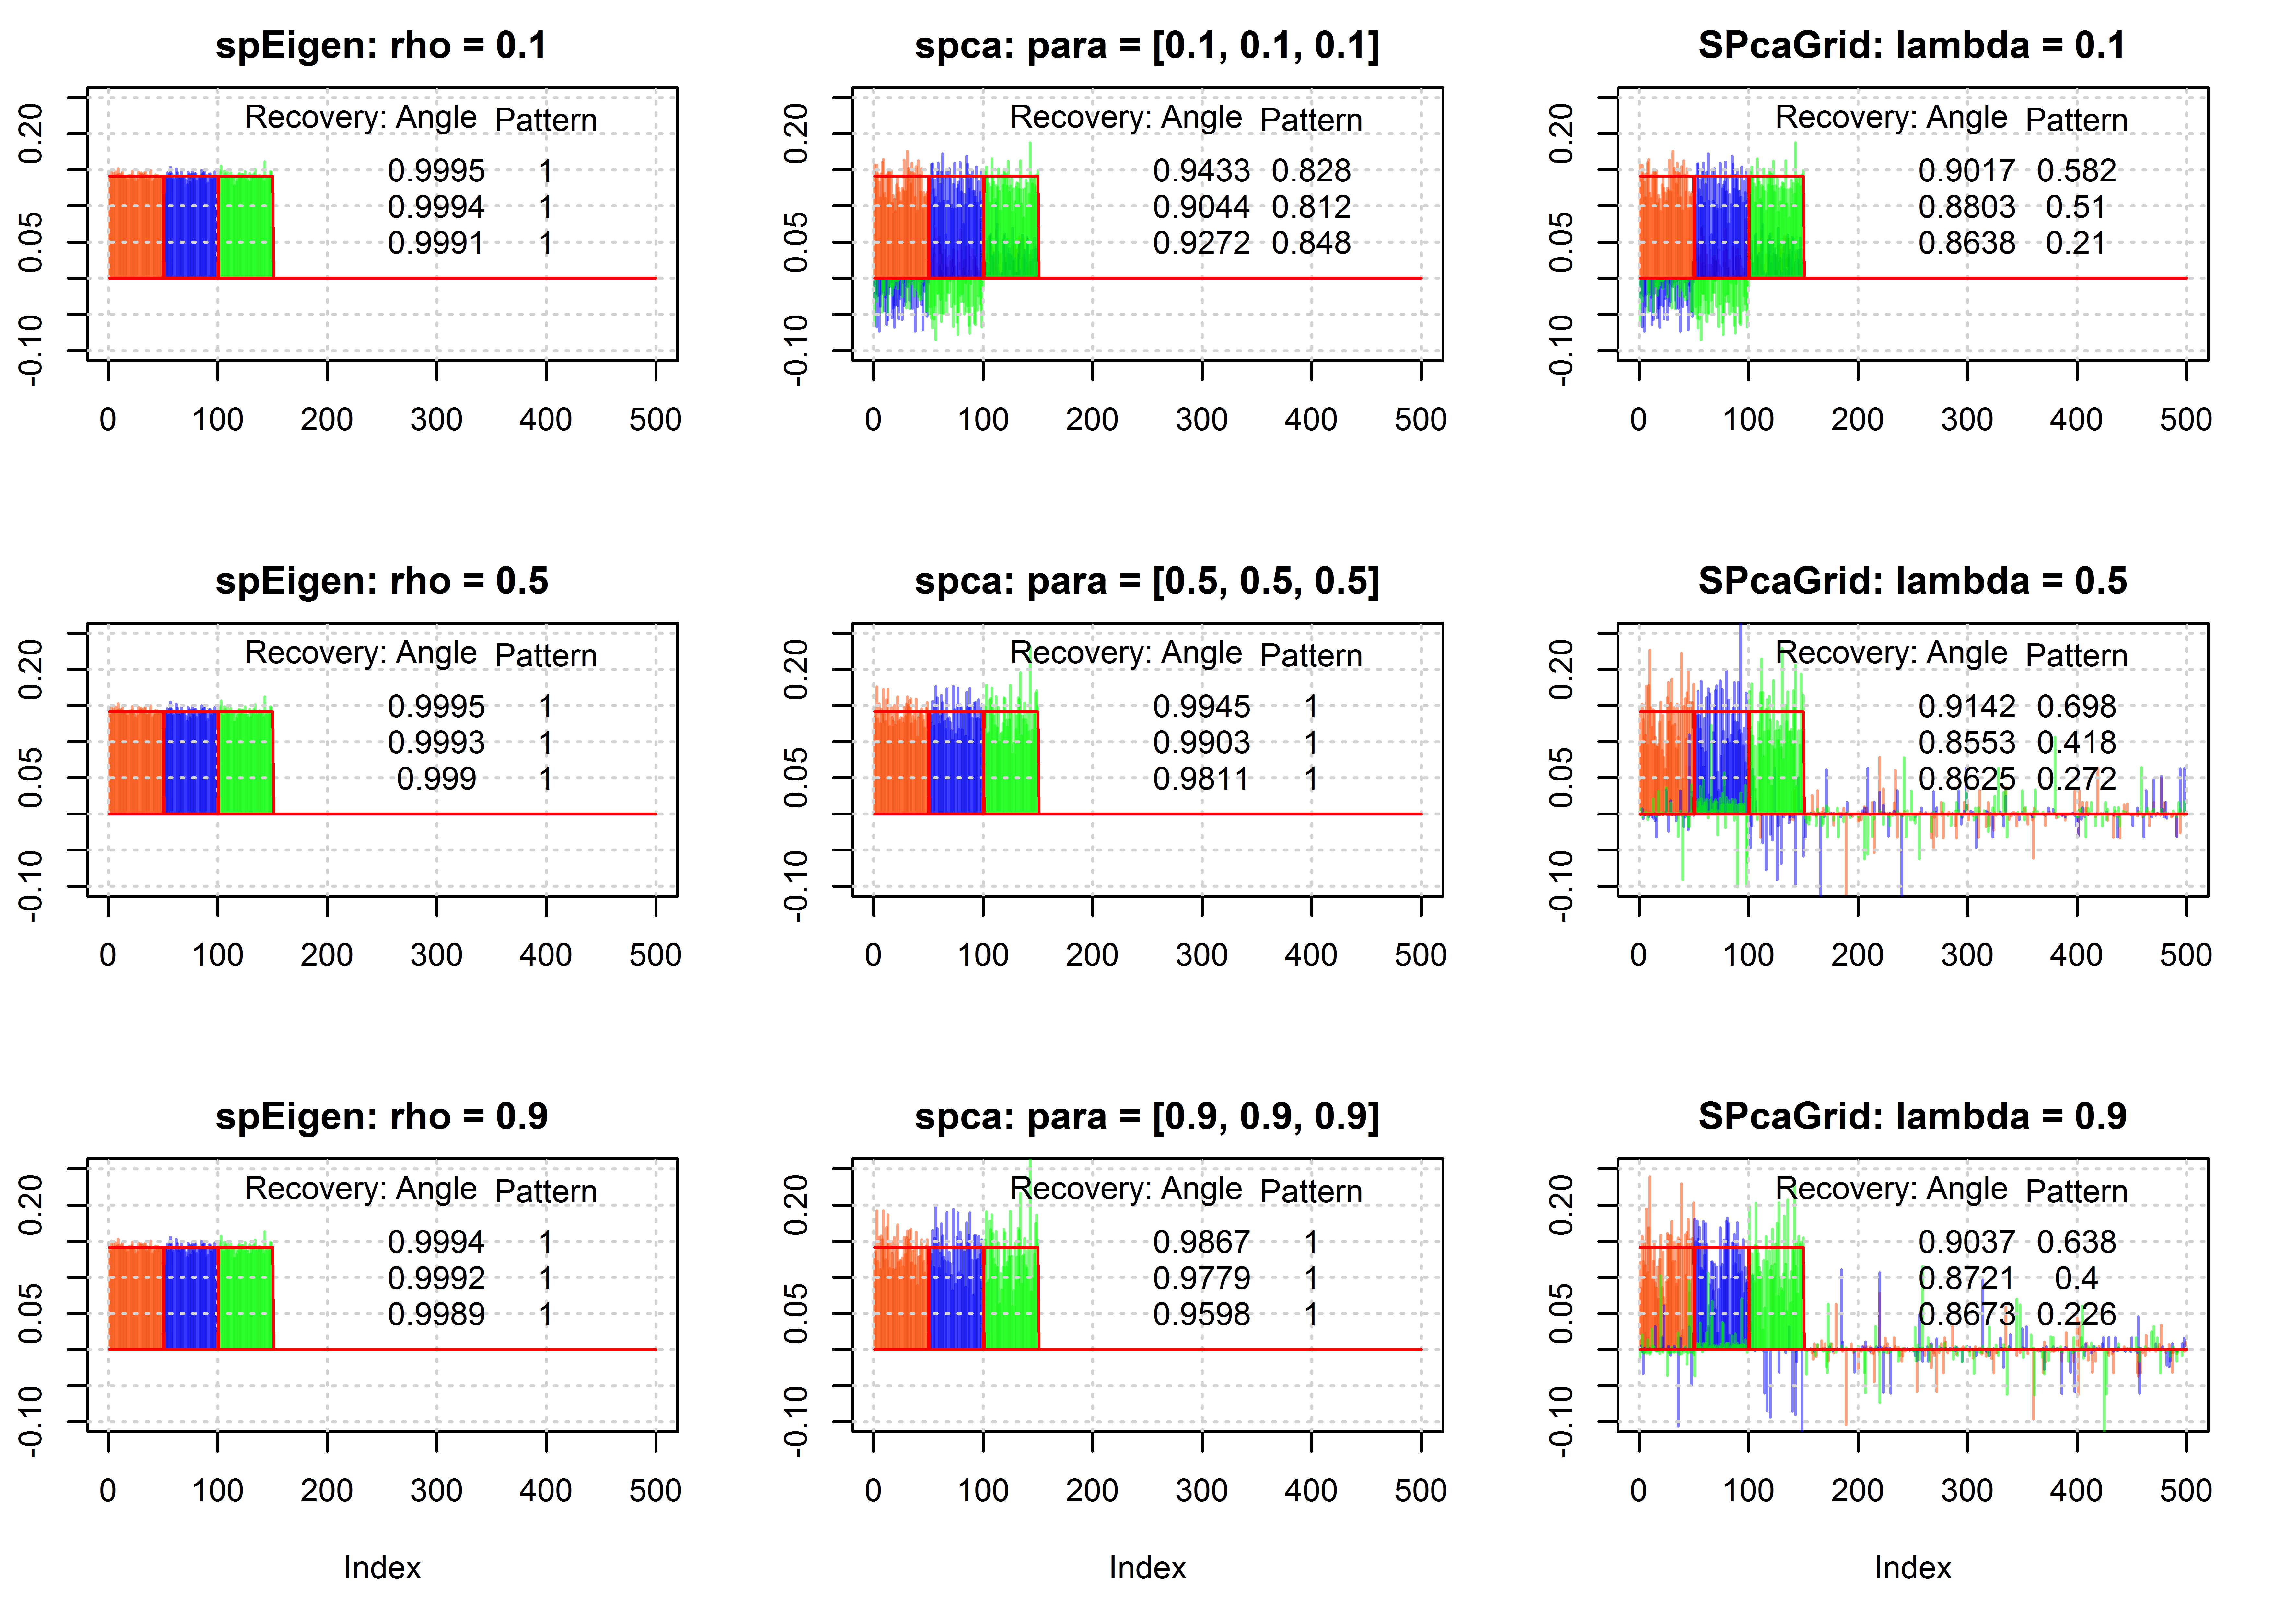 spEigen: rho = 0.1
Recovery: Angle Pattern
0.9995 1
0.9994 1
0.9991 1
0.20
0.05
-0.10
0 100 200 300 400 500
spca: para = [0.1, 0.1, 0.1]
Recovery: Angle Pattern
0.9433 0.828
0.9044 0.812
0.9272 0.848
0.20
0.05
-0.10
0 100 200 300 400 500
SPcaGrid: lambda = 0.1
Recovery: Angle Pattern
0.9017 0.582
0.8803 0.51
0.8638 0.21
0.20
0.05
-0.10
0 100 200 300 400 500
spEigen: rho = 0.5
Recovery: Angle Pattern
0.9995 1
0.9993 1
0.999 1
0.20
0.05
-0.10
0 100 200 300 400 500
spca: para = [0.5, 0.5, 0.5]
Recovery: Angle Pattern
0.9945 1
0.9903 1
0.9811 1
0.20
0.05
-0.10
0 100 200 300 400 500
SPcaGrid: lambda = 0.5
Recovery: Angle Pattern
0.9142 0.698
0.8553 0.418
0.8625 0.272
0.20
0.05
-0.10
0 100 200 300 400 500
spEigen: rho = 0.9
Recovery: Angle Pattern
0.9994 1
0.9992 1
0.9989 1
0.20
0.05
-0.10
0 100 200 300 400 500
Index
spca: para = [0.9, 0.9, 0.9]
Recovery: Angle Pattern
0.9867 1
0.9779 1
0.9598 1
0.20
0.05
-0.10
0 100 200 300 400 500
Index
SPcaGrid: lambda = 0.9
Recovery: Angle Pattern
0.9037 0.638
0.8721 0.4
0.8673 0.226
0.20
0.05
-0.10
0 100 200 300 400 500
Index